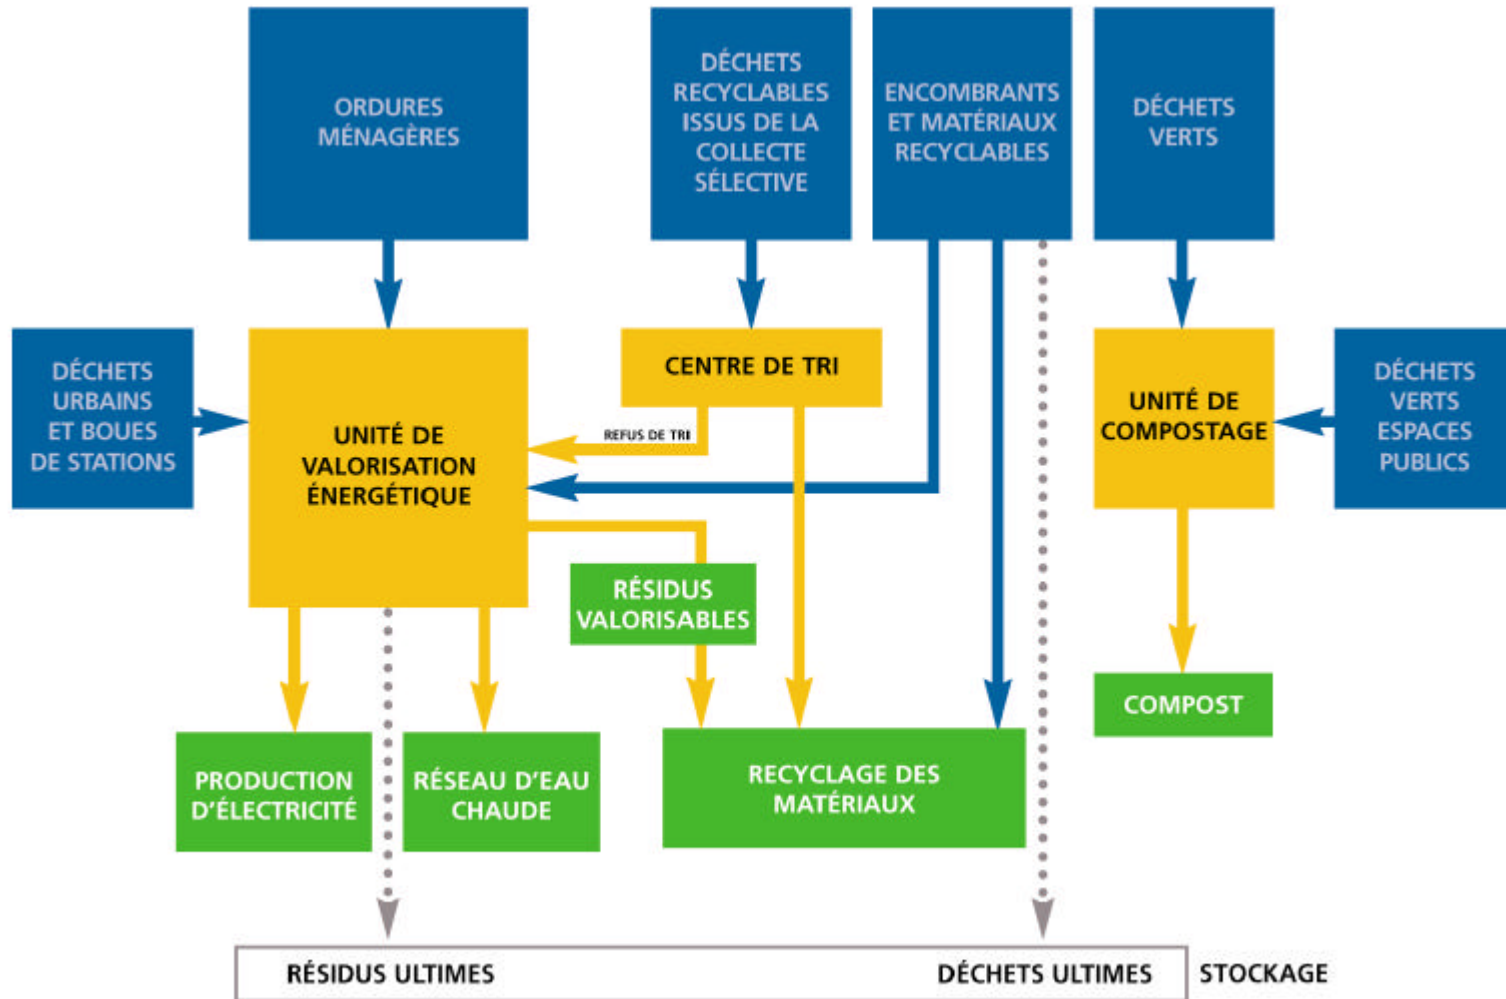 ORDURES
MÉNAGÈRES
DÉCHETS
RECYCLABLES
ISSUS DE LA
COLLECTE
SÉLECTIVE
ENCOMBRANTS
ET MATÉRIAUX
RECYCLABLES
DÉCHETS
VERTS
DÉCHETS
URBAINS
ET BOUES
DE STATIONS
UNITÉ DE
VALORISATION
ÉNERGÉTIQUE
CENTRE DE TRI
REFUS DE TRI
UNITÉ DE
COMPOSTAGE
DÉCHETS
VERTS
ESPACES
PUBLICS
RÉSIDUS
VALORISABLES
COMPOST
PRODUCTION
D'ÉLECTRICITÉ
RÉSEAU D'EAU
CHAUDE
RECYCLAGE DES
MATÉRIAUX
RÉSIDUS ULTIMES
DÉCHETS ULTIMES
STOCKAGE